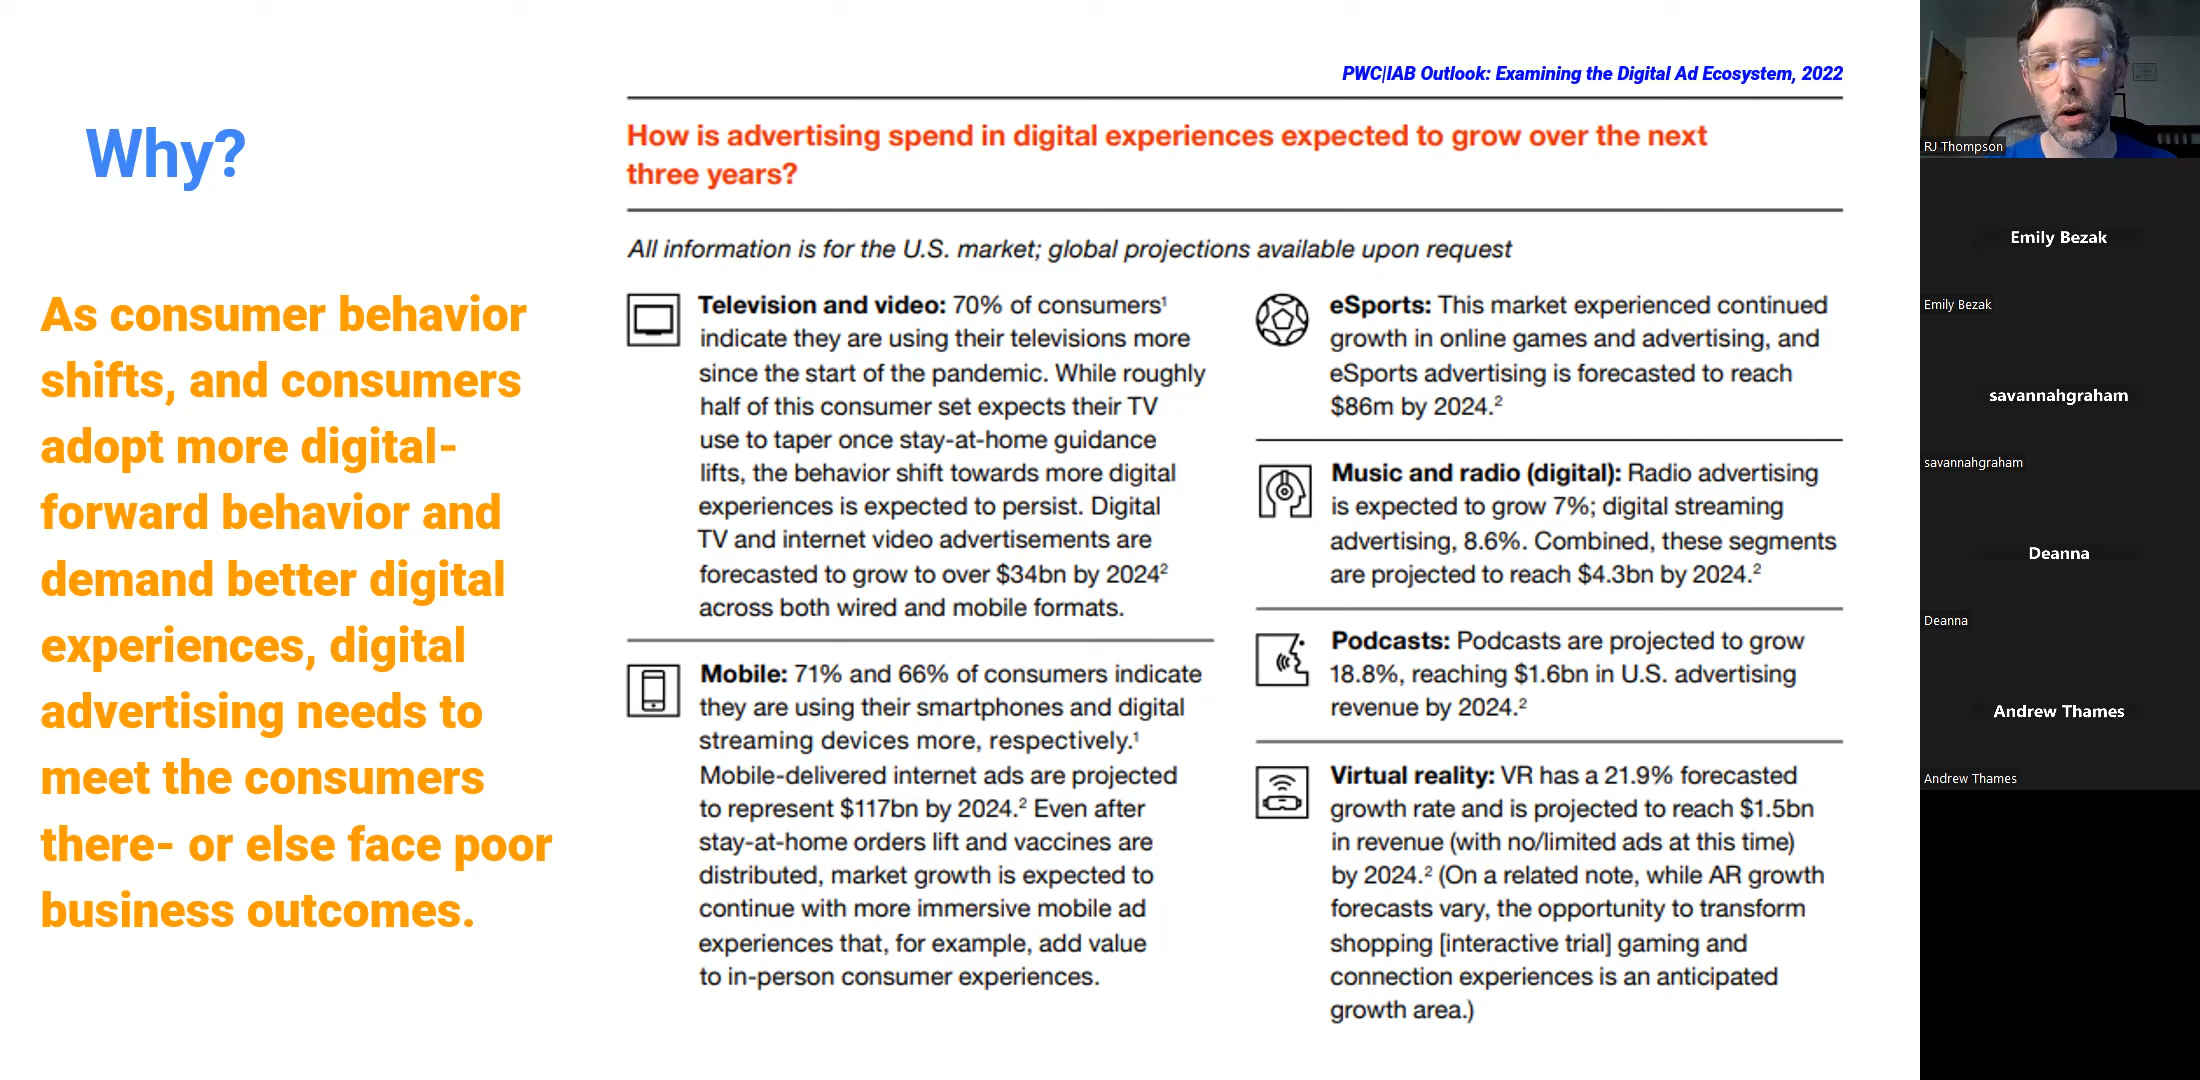 Why?
As consumer behavior
shifts, and consumers
adopt more digital-
forward behavior and
demand better digital
experiences, digital
advertising needs to
meet the consumers
there- or else face poor
business outcomes.
PWC|IAB Outlook: Examining the Digital Ad Ecosystem, 2022
How is advertising spend in digital experiences expected to grow over the next
three years?
All information is for the U.S. market; global projections available upon request
Television and video: 70% of consumers¹
indicate they are using their televisions more
since the start of the pandemic. While roughly
half of this consumer set expects their TV
use to taper once stay-at-home guidance
lifts, the behavior shift towards more digital
experiences is expected to persist. Digital
TV and internet video advertisements are
forecasted to grow to over $34bn by 2024²
across both wired and mobile formats.
Mobile: 71% and 66% of consumers indicate
they are using their smartphones and digital
streaming devices more, respectively.¹
Mobile-delivered internet ads are projected
to represent $117bn by 2024.² Even after
stay-at-home orders lift and vaccines are
distributed, market growth is expected to
continue with more immersive mobile ad
experiences that, for example, add value
to in-person consumer experiences.
eSports: This market experienced continued
growth in online games and advertising, and
eSports advertising is forecasted to reach
$86m by 2024.²
Music and radio (digital): Radio advertising
is expected to grow 7%; digital streaming
advertising, 8.6%. Combined, these segments
are projected to reach $4.3bn by 2024.²
Podcasts: Podcasts are projected to grow
18.8%, reaching $1.6bn in U.S. advertising
revenue by 2024.²
Virtual reality: VR has a 21.9% forecasted
growth rate and is projected to reach $1.5bn
in revenue (with no/limited ads at this time)
by 2024.² (On a related note, while AR growth
forecasts vary, the opportunity to transform
shopping [interactive trial] gaming and
connection experiences is an anticipated
growth area.)
RJ Thompson
Emily Bezak
Emily Bezak
savannahgraham
savannahgraham
Deanna
Deanna
Andrew Thames
Andrew Thames